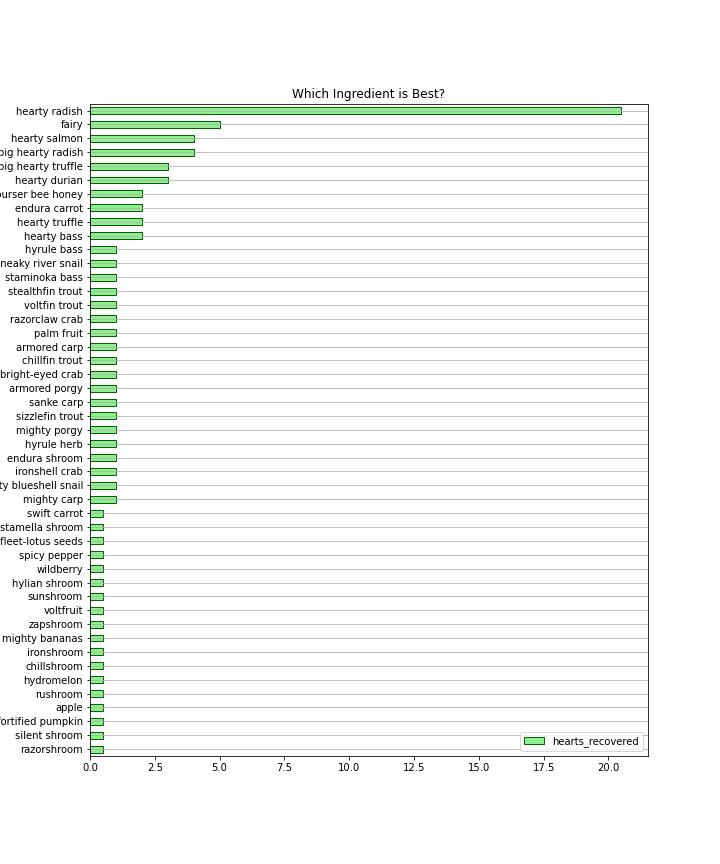 Which Ingredient is Best?
hearty radish
fairy
hearty salmon
big hearty radish
big hearty truffle
hearty durian
urser bee honey
endura carrot
hearty truffle
hearty bass
hyrule bass
neaky river snail
staminoka bass
stealthfin trout
voltfin trout
razorclaw crab
palm fruit
armored carp
chillfin trout
bright-eyed crab
armored porgy
sanke carp
sizzlefin trout
mighty porgy
hyrule herb
endura shroom
ironshell crab
ty blueshell snail
mighty carp
swift carrot
stamella shroom
fleet-lotus seeds
spicy pepper
wildberry
hylian shroom
sunshroom
voltfruit
zapshroom
mighty bananas
ironshroom
chillshroom
hydromelon
rushroom
apple
fortified pumpkin
silent shroom
razorshroom
hearts_recovered
0.0 2.5 5.0 7.5 10.0 12.5 15.0 17.5 20.0